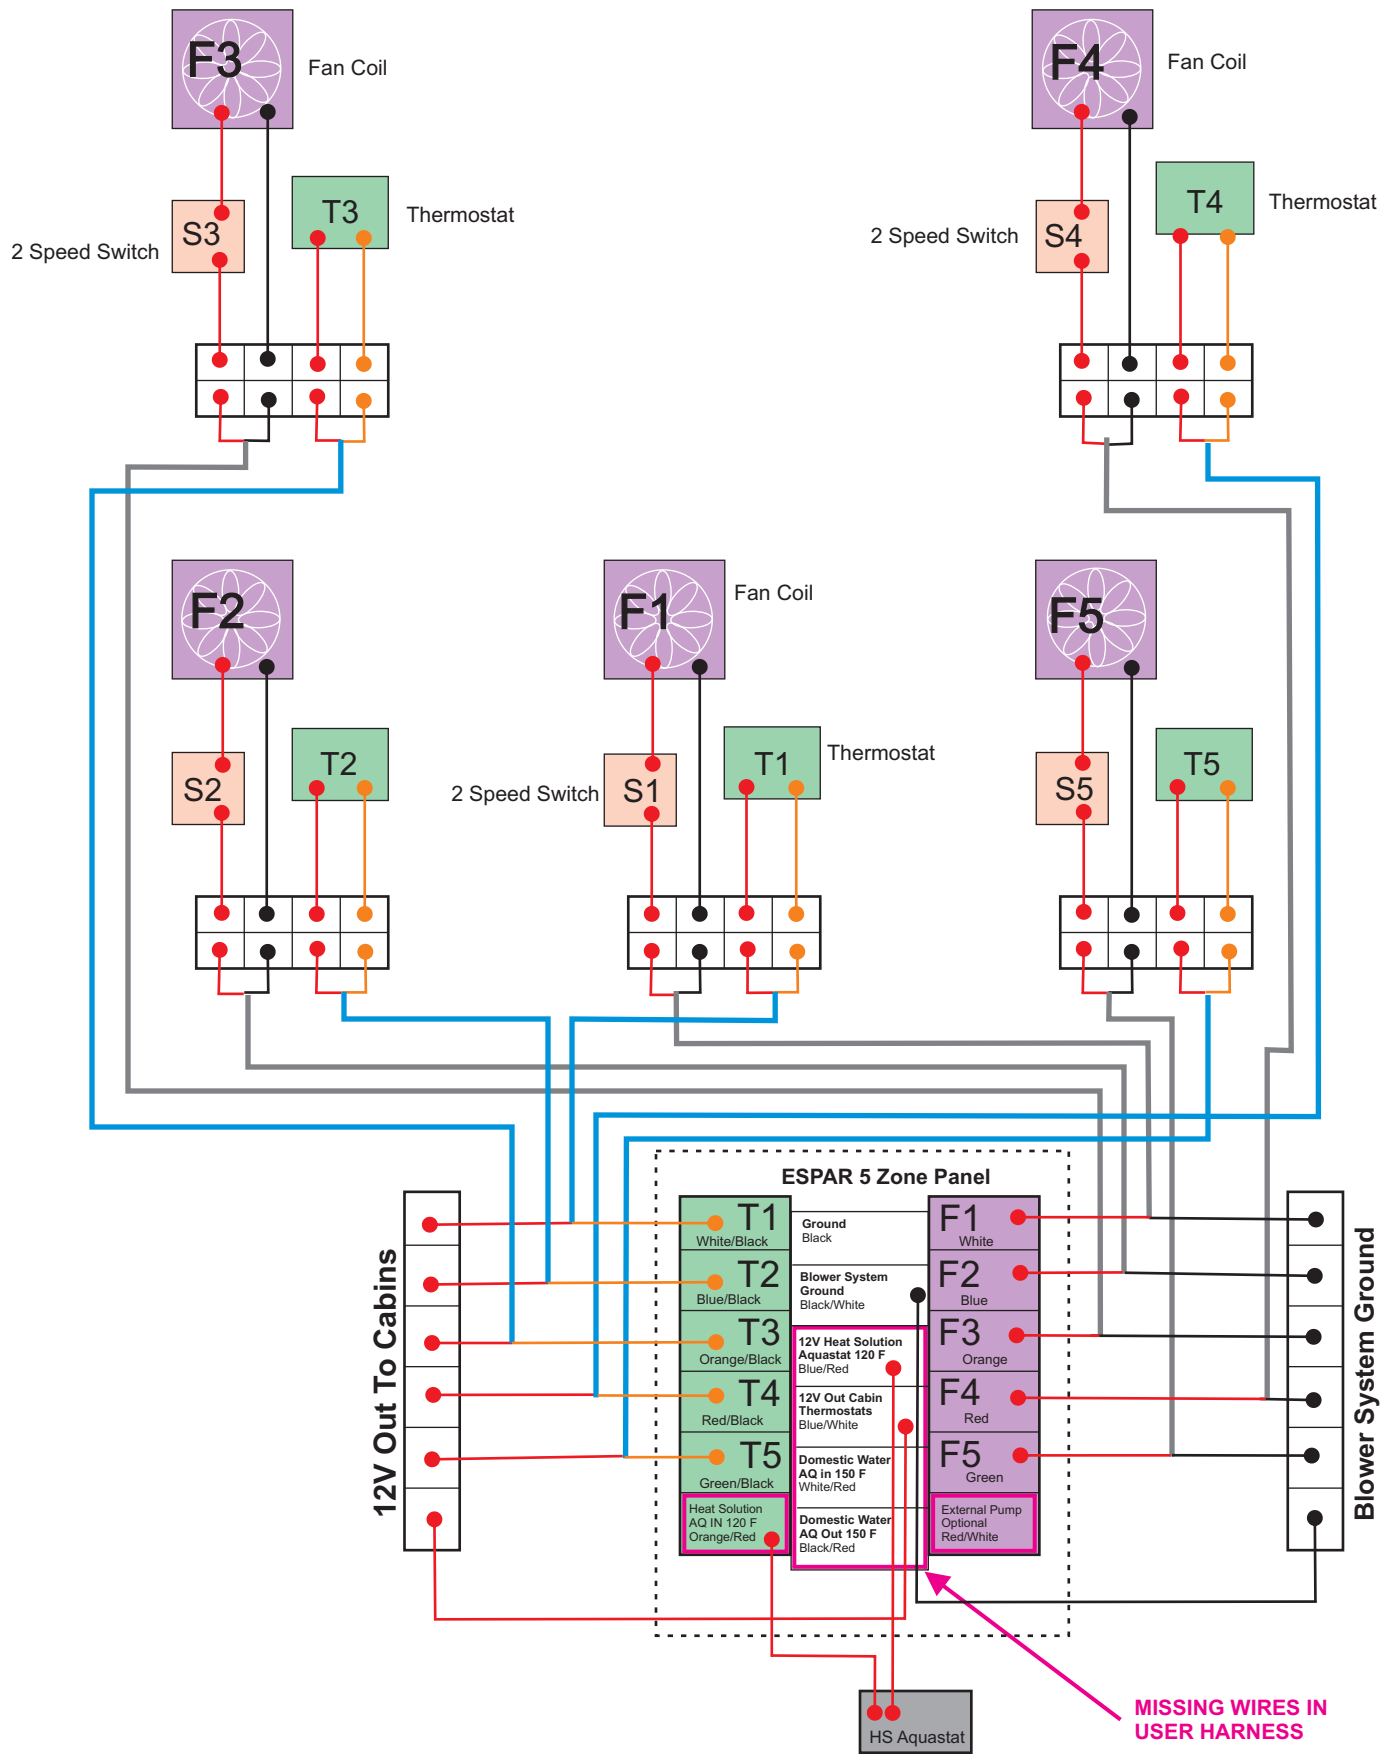 F3
Fan Coil
F4
Fan Coil
S3
2 Speed Switch
T3
Thermostat
2 Speed Switch
S4
T4
Thermostat
F2
F1
Fan Coil
F5
S2
T2
2 Speed Switch
S1
T1
Thermostat
S5
T5
ESPAR 5 Zone Panel
12V Out To Cabins
T1
White/Black
T2
Blue/Black
T3
Orange/Black
T4
Red/Black
T5
Green/Black
Heat Solution
AQ IN 120 F
Orange/Red
Ground
Black
Blower System
Ground
Black/White
12V Heat Solution
Aquastat 120 F
Blue/Red
12V Out Cabin
Thermostats
Blue/White
Domestic Water
AQ in 150 F
White/Red
Domestic Water
AQ Out 150 F
Black/Red
F1
White
F2
Blue
F3
Orange
F4
Red
F5
Green
External Pump
Optional
Red/White
Blower System Ground
HS Aquastat
MISSING WIRES IN
USER HARNESS